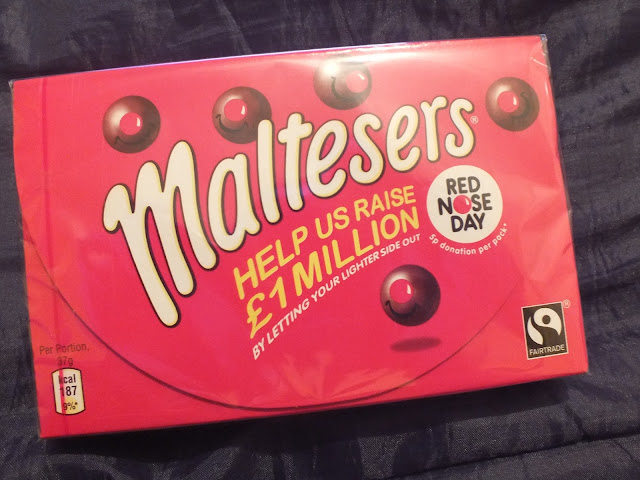 Maltesers®
HELP US RAISE
£1 MILLION
BY LETTING YOUR LIGHTER SIDE OUT
RED
NOSE
DAY
5p donation per pack*
Per Portion.
37g
kcal
187
9%*
FAIRTRADE
®